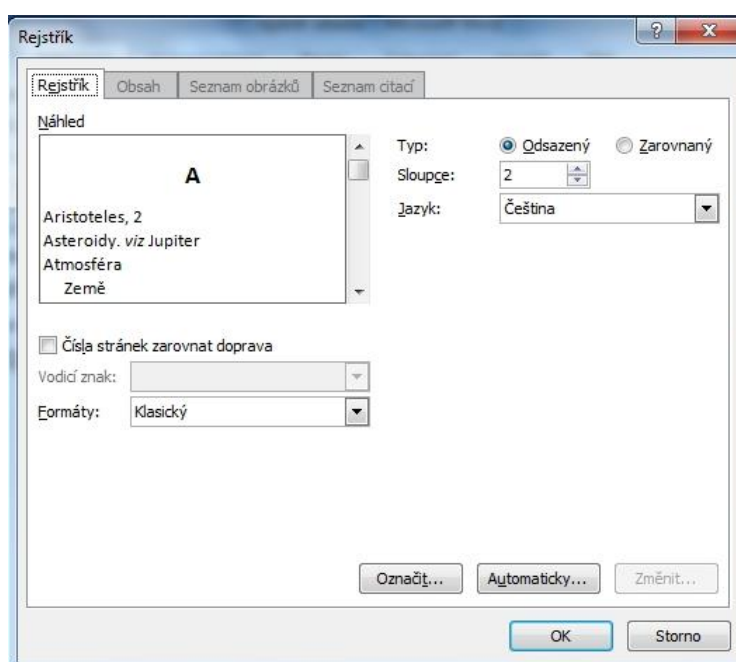 Rejstřík
Rejstřík Obsah Seznam obrázků Seznam citací
Náhled
A
Aristoteles, 2
Asteroidy. viz Jupiter
Atmosféra
Země
Typ: Odsazený Zarovnaný
Sloupce: 2
Jazyk: Čeština
Čísla stránek zarovnat doprava
Vodicí znak:
Formáty: Klasický
Označit... Automaticky... Změnit...
OK Storno